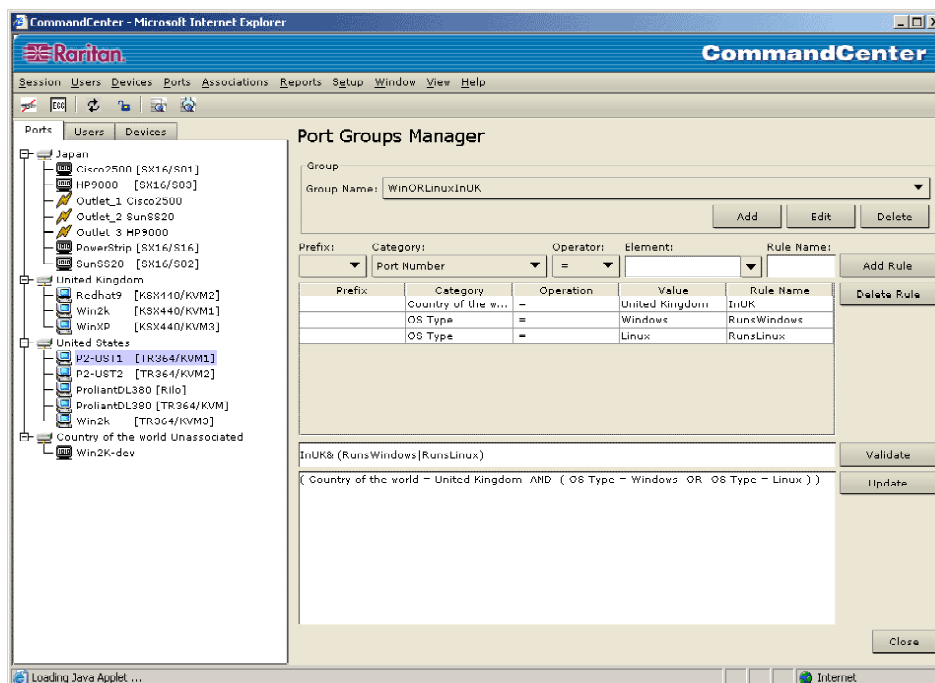 CommandCenter - Microsoft Internet Explorer
Raritan.
CommandCenter
Session Users Devices Ports Associations Reports Setup Window View Help
Ports Users Devices
Port Groups Manager
Japan
Cisco2500 [SX16/S01]
HP9000 [SX16/S03]
Outlet_1 Cisco2500
Outlet_2 SunSS20
Outlet_3 HP9000
PowerStrip [SX16/S16]
SunSS20 [SX16/S02]
United Kingdom
Redhat9 [KSX440/KVM2]
Win2k [KSX440/KVM1]
WinXP [KSX440/KVM3]
United States
P2-UST1 [TR364/KVM1]
P2-UST2 [TR364/KVM2]
ProliantDL380 [Rilo]
ProliantDL380 [TR364/KVM]
Win2k [TR364/KVM3]
Country of the world Unassociated
Win2K-dev
Group
Group Name: WinORLinuxInUK
Add Edit Delete
Prefix: Category: Operator: Element: Rule Name:
Port Number = Add Rule
Prefix Category Operation Value Rule Name
Delete Rule
Country of the w... = United Kingdom InUK
OS Type = Windows RunsWindows
OS Type = Linux RunsLinux
InUK& (RunsWindows|RunsLinux)
Validate
( Country of the world = United Kingdom AND ( OS Type = Windows OR OS Type = Linux ) )
Update
Close
Loading Java Applet ...
Internet